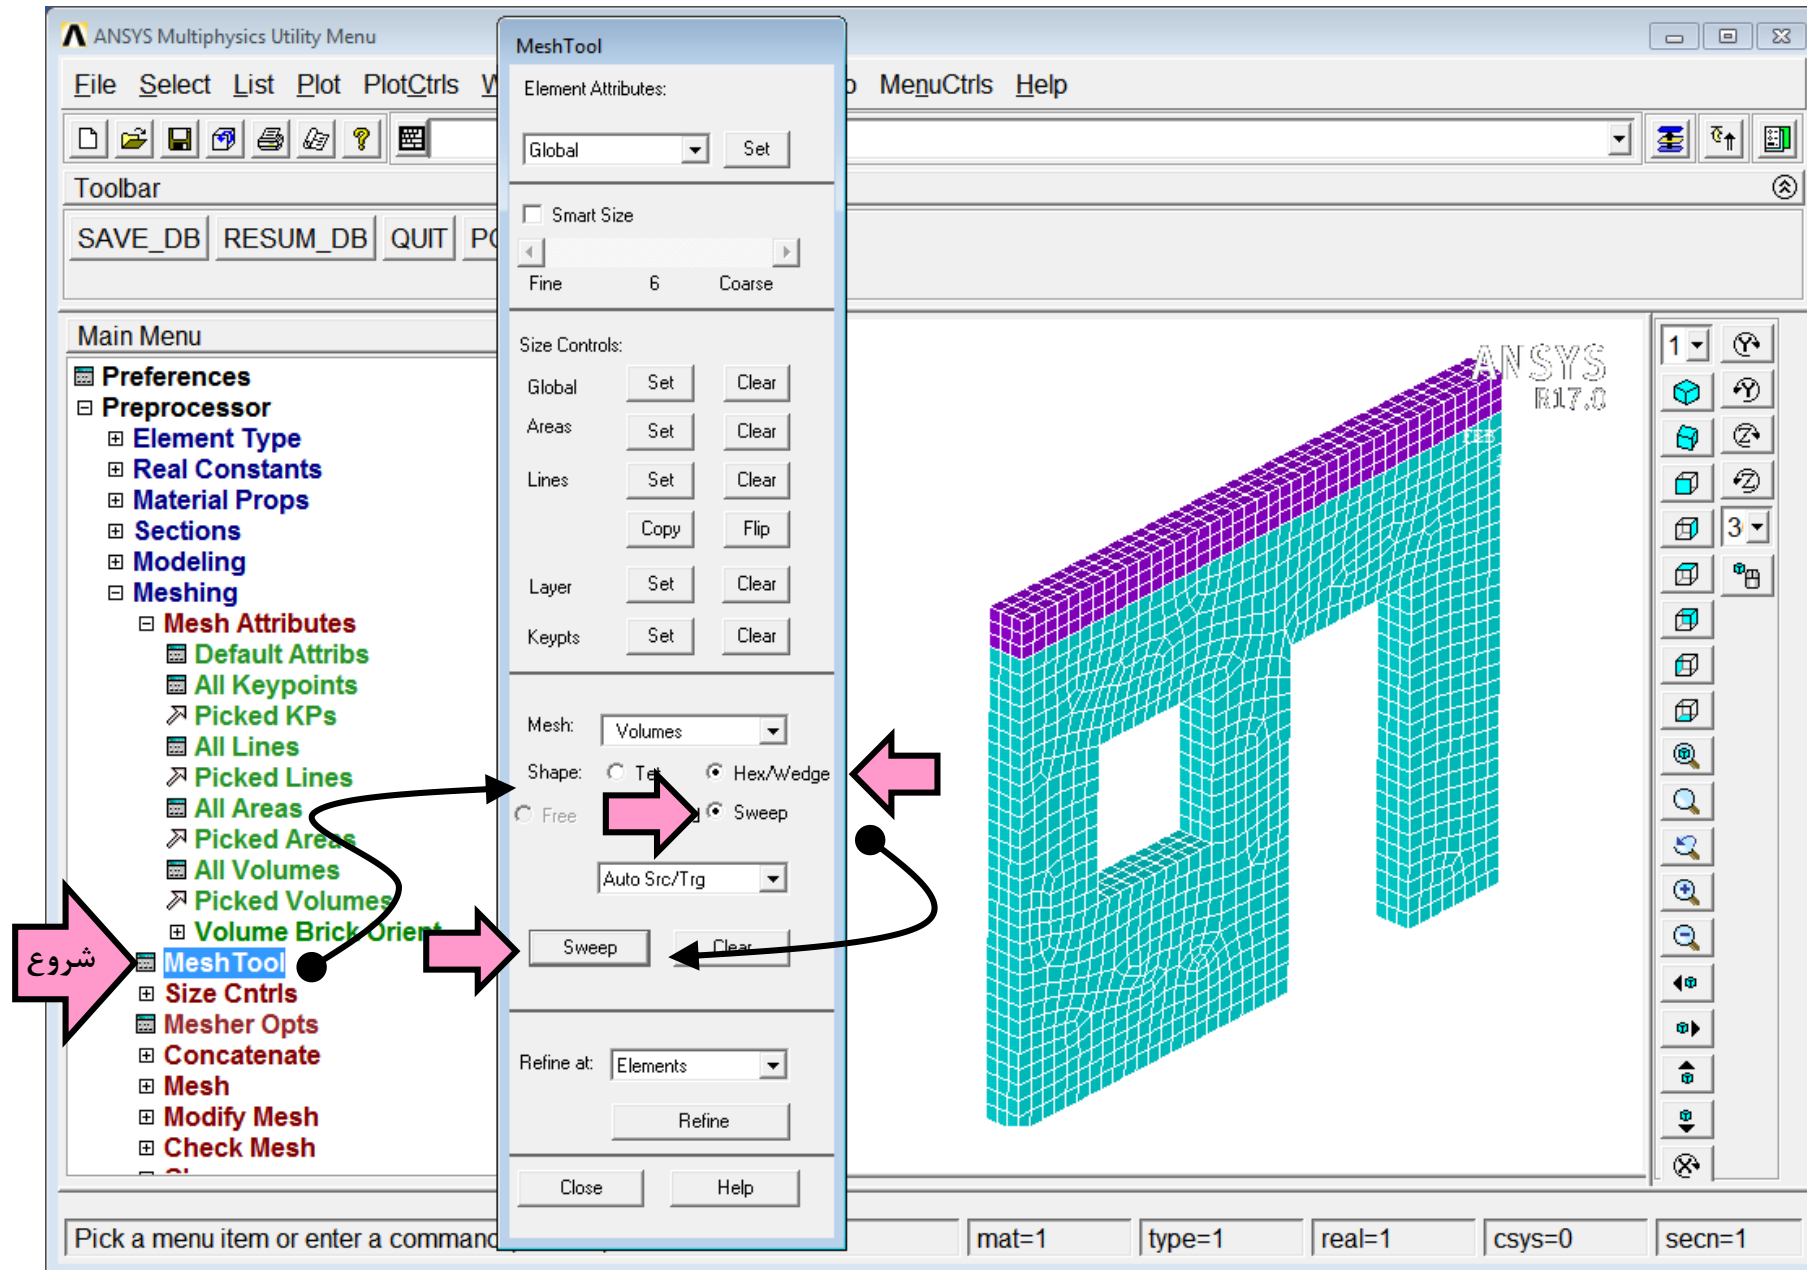 ANSYS Multiphysics Utility Menu
File Select List Plot PlotCtrls MenuCtrls Help
Toolbar
SAVE_DB RESUM_DB QUIT
Main Menu
Preferences
Preprocessor
Element Type
Real Constants
Material Props
Sections
Modeling
Meshing
Mesh Attributes
Default Attribs
All Keypoints
Picked KPs
All Lines
Picked Lines
All Areas
Picked Areas
All Volumes
Picked Volumes
Volume Brick Orient
MeshTool
Size Cntrls
Mesher Opts
Concatenate
Mesh
Modify Mesh
Check Mesh
شروع
MeshTool
Element Attributes:
Global Set
Smart Size
Fine 6 Coarse
Size Controls:
Global Set Clear
Areas Set Clear
Lines Set Clear
Copy Flip
Layer Set Clear
Keypts Set Clear
Mesh: Volumes
Shape: Tet Hex/Wedge
Free Sweep
Auto Src/Trg
Sweep Clear
Refine at: Elements
Refine
Close Help
ANSYS
R17.0
1
3
Pick a menu item or enter a command
mat=1 type=1 real=1 csys=0 secn=1